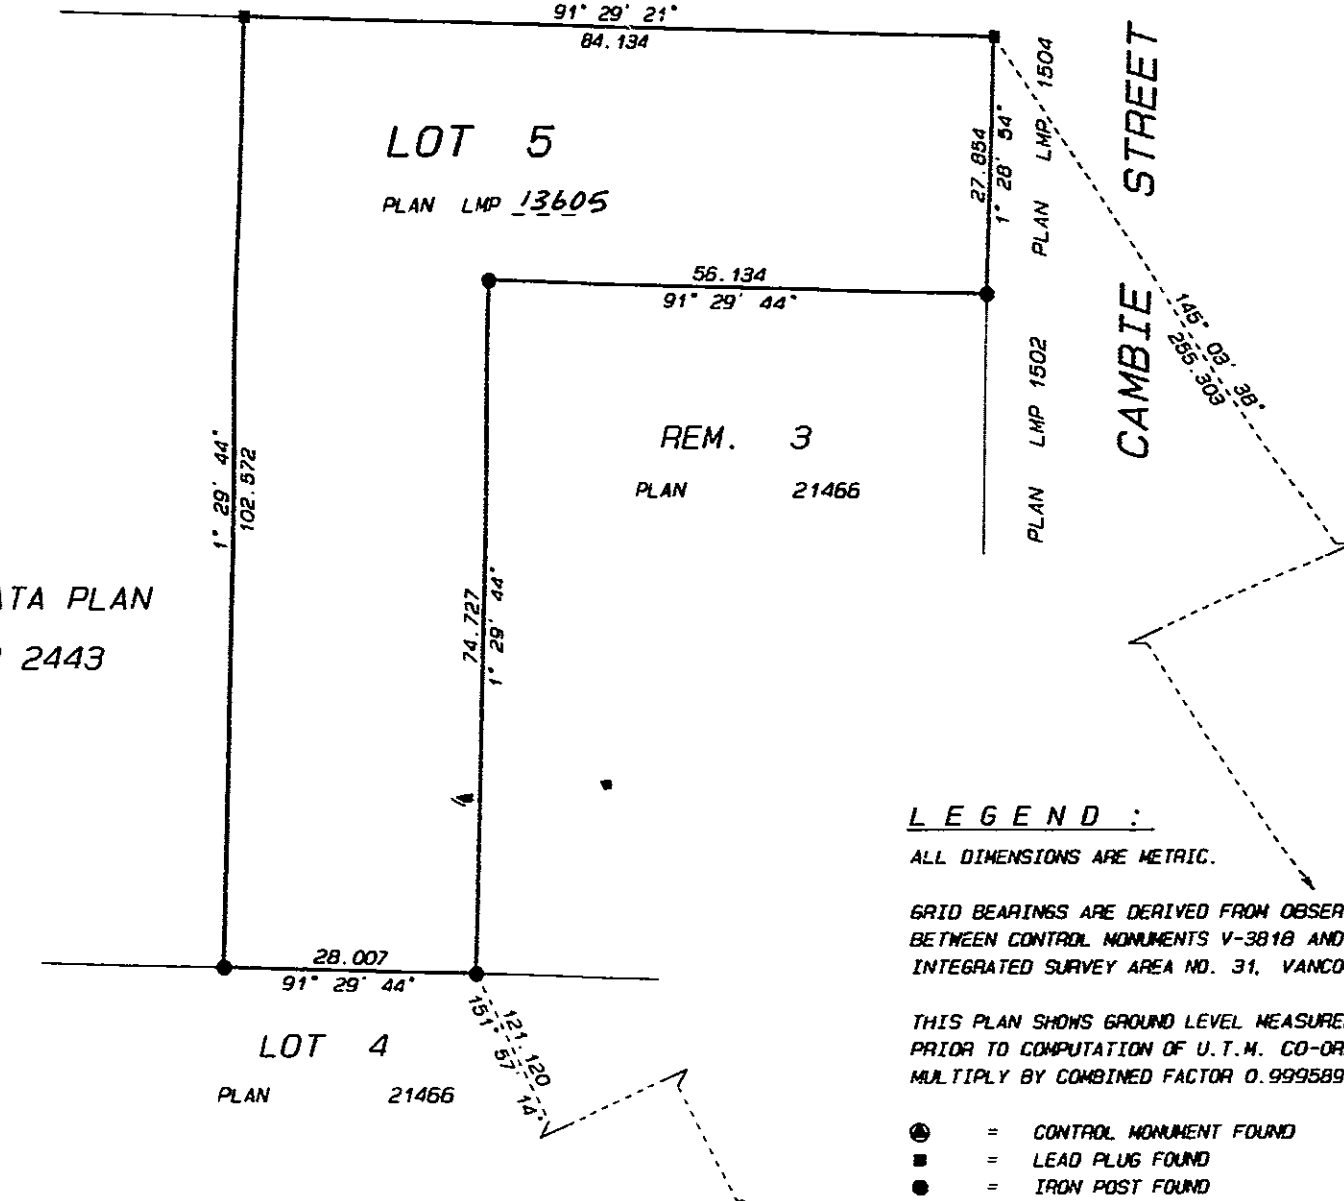 91° 29' 21"
84.134
LOT 5
PLAN LMP 13605
27.854
1° 28' 54"
PLAN LMP 1504
CAMBIE STREET
56.134
91° 29' 44"
145° 03' 38"
255.303
PLAN LMP 1502
REM. 3
PLAN 21466
1° 29' 44"
102.572
74.727
1° 29' 44"
ATA PLAN
2443
28.007
91° 29' 44"
121.120
151° 57' 14"
LOT 4
PLAN 21466
LEGEND :
ALL DIMENSIONS ARE METRIC.
GRID BEARINGS ARE DERIVED FROM OBSER
BETWEEN CONTROL MONUMENTS V-3818 AND
INTEGRATED SURVEY AREA NO. 31, VANCO
THIS PLAN SHOWS GROUND LEVEL MEASURE
PRIOR TO COMPUTATION OF U.T.M. CO-OR
MULTIPLY BY COMBINED FACTOR 0.999589
= CONTROL MONUMENT FOUND
= LEAD PLUG FOUND
= IRON POST FOUND